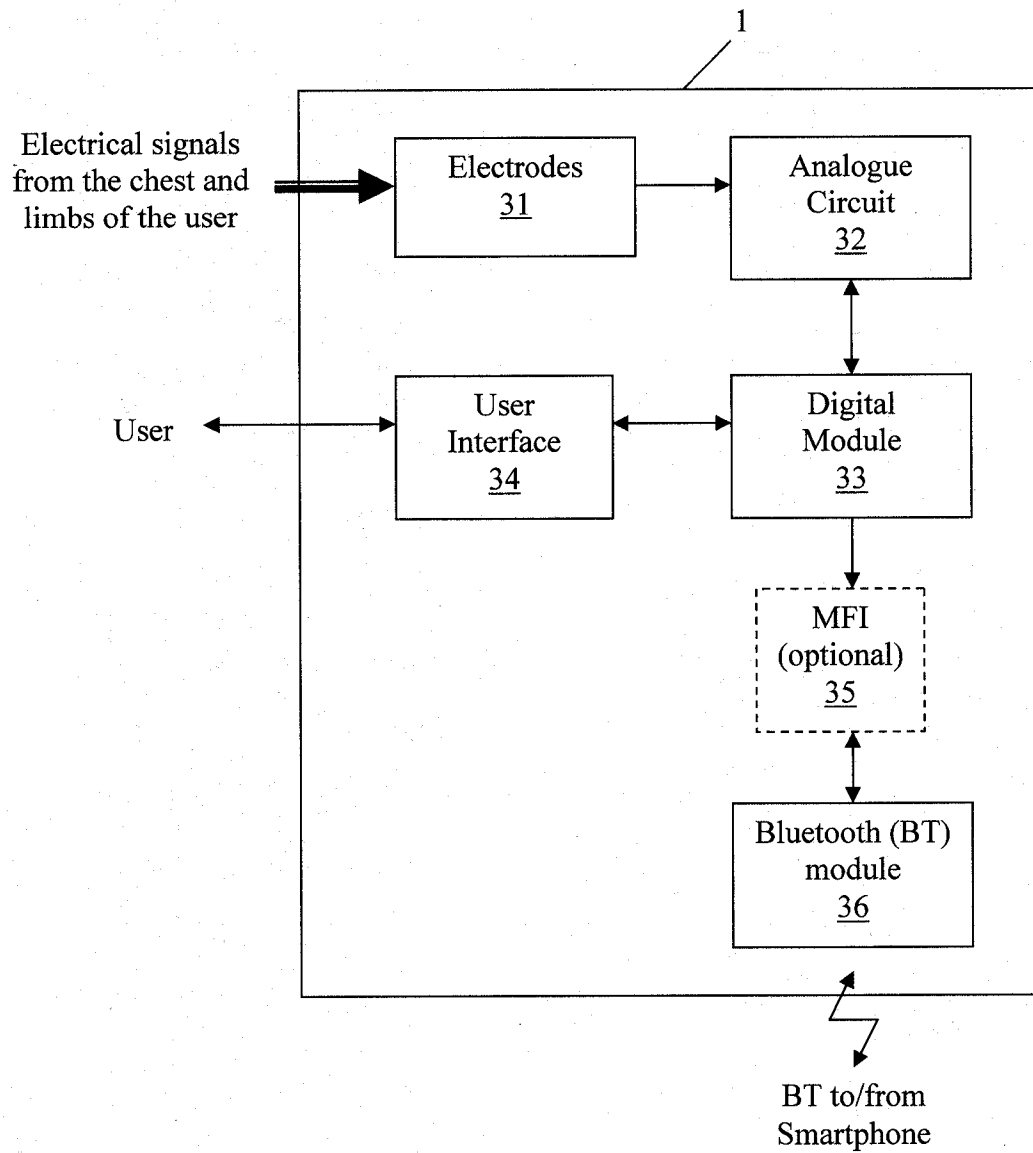 1
Electrical signals
from the chest and
limbs of the user
Electrodes
31
Analogue
Circuit
32
User
User
Interface
34
Digital
Module
33
MFI
(optional)
35
Bluetooth (BT)
module
36
BT to/from
Smartphone